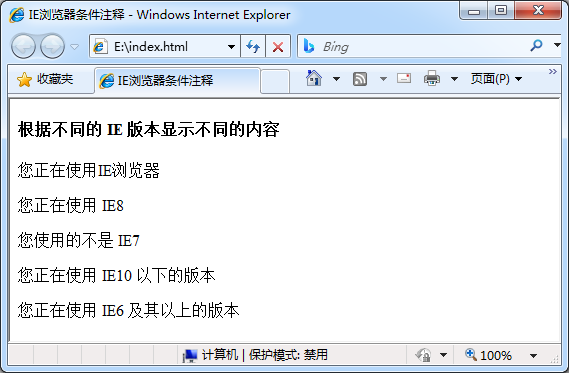 IE浏览器条件注释 - Windows Internet Explorer
E:\index.html
Bing
收藏夹
IE浏览器条件注释
页面(P)
根据不同的 IE 版本显示不同的内容
您正在使用IE浏览器
您正在使用 IE8
您使用的不是 IE7
您正在使用 IE10 以下的版本
您正在使用 IE6 及其以上的版本
计算机 | 保护模式: 禁用
100%